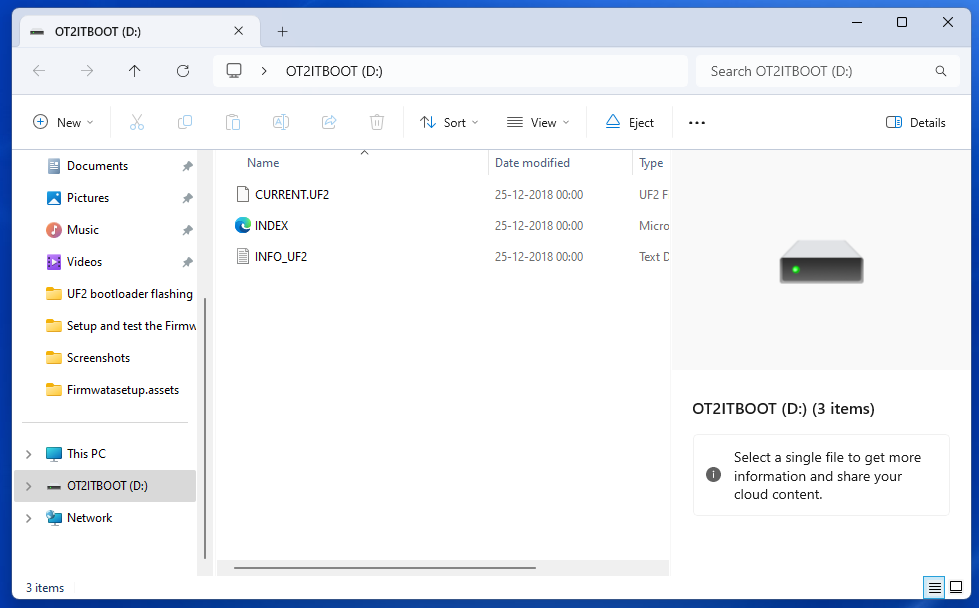 OT2ITBOOT (D:)
OT2ITBOOT (D:)
Search OT2ITBOOT (D:)
New
Sort
View
Eject
Details
Documents
Pictures
Music
Videos
UF2 bootloader flashing
Setup and test the Firmw
Screenshots
Firmwatasetup.assets
This PC
OT2ITBOOT (D:)
Network
Name Date modified Type
CURRENT.UF2 25-12-2018 00:00 UF2 F
INDEX 25-12-2018 00:00 Micro
INFO_UF2 25-12-2018 00:00 Text D
OT2ITBOOT (D:) (3 items)
Select a single file to get more
information and share your
cloud content.
3 items